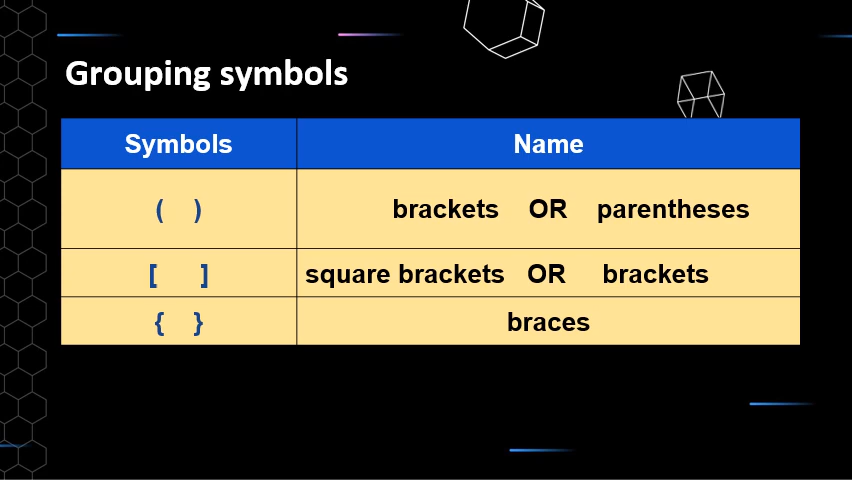 Grouping symbols
Symbols Name
( ) brackets OR parentheses
[ ] square brackets OR brackets
{ } braces